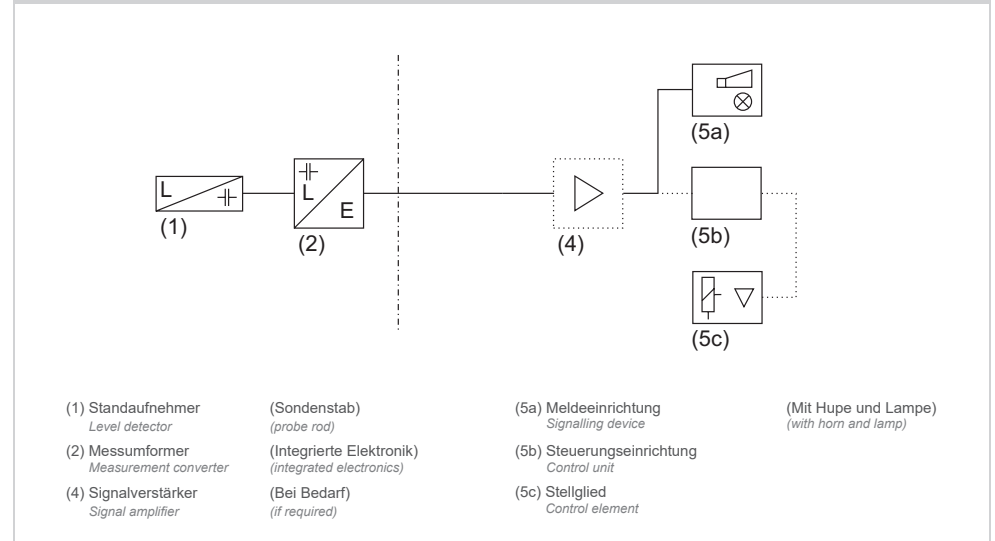 L
(1)
L
E
(2)
(4)
(5a)
(5b)
(5c)
(1) Standaufnehmer (Sondenstab)
Level detector (probe rod)
(2) Messumformer (Integrierte Elektronik)
Measurement converter (integrated electronics)
(4) Signalverstärker (Bei Bedarf)
Signal amplifier (if required)
(5a) Meldeeinrichtung (Mit Hupe und Lampe)
Signalling device (with horn and lamp)
(5b) Steuerungseinrichtung
Control unit
(5c) Stellglied
Control element